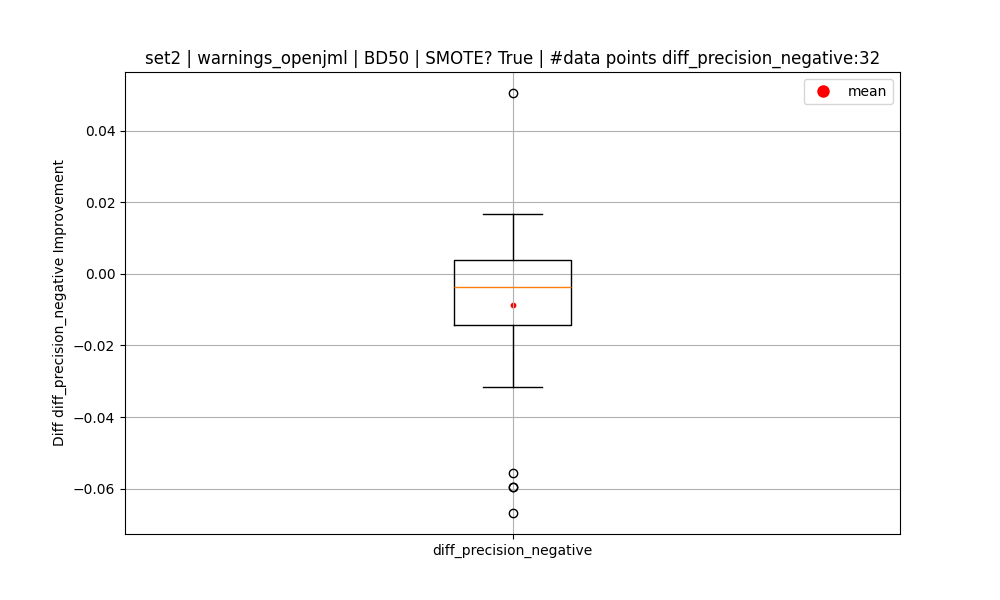 set2 | warnings_openjml | BD50 | SMOTE? True | #data points diff_precision_negative:32
mean
Diff diff_precision_negative Improvement
0.04
0.02
0.00
−0.02
−0.04
−0.06
diff_precision_negative